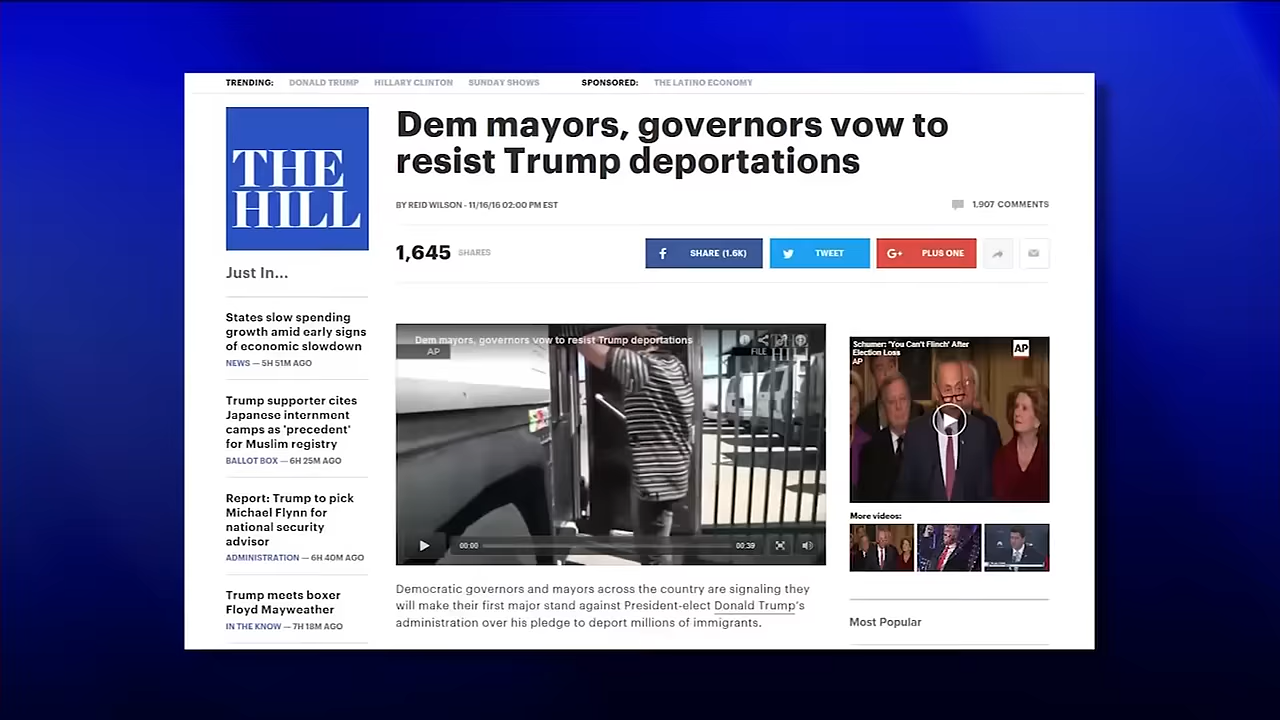 TRENDING: DONALD TRUMP HILLARY CLINTON SUNDAY SHOWS SPONSORED: THE LATINO ECONOMY
THE
HILL
Dem mayors, governors vow to
resist Trump deportations
BY REID WILSON - 11/16/16 02:00 PM EST
1,907 COMMENTS
1,645 SHARES
SHARE (1.6K)
TWEET
G+ PLUS ONE
Just In...
States slow spending
growth amid early signs
of economic slowdown
NEWS — 5H 51M AGO
Trump supporter cites
Japanese internment
camps as 'precedent'
for Muslim registry
BALLOT BOX — 6H 25M AGO
Report: Trump to pick
Michael Flynn for
national security
advisor
ADMINISTRATION — 6H 40M AGO
Trump meets boxer
Floyd Mayweather
IN THE KNOW — 7H 18M AGO
Dem mayors, governors vow to resist Trump deportations
AP
FILE
00:00
00:39
Democratic governors and mayors across the country are signaling they
will make their first major stand against President-elect Donald Trump's
administration over his pledge to deport millions of immigrants.
Schumer: 'You Can't Flinch' After
Election Loss
AP
AP
More videos:
Most Popular